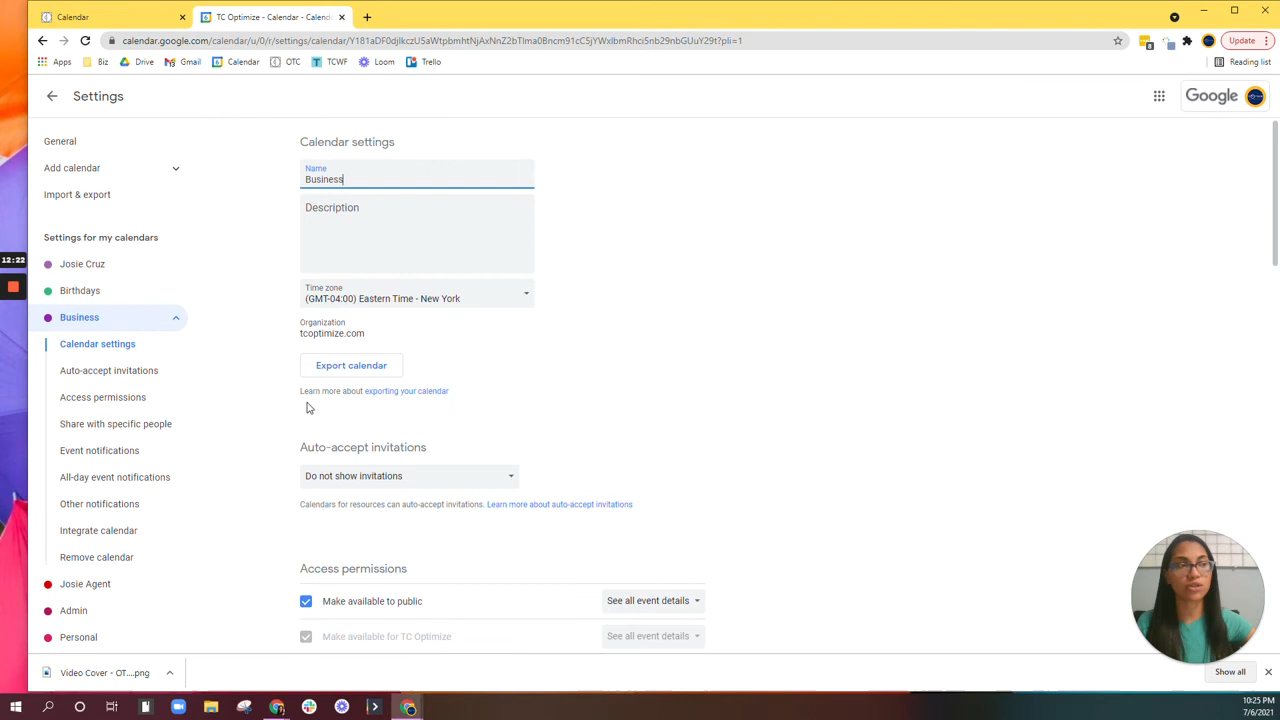 Calendar
TC Optimize - Calendar - Calend
calendar.google.com/calendar/u/0/r/settings/calendar/Y181aDF0djlkczU5aWtpbmhtNjAxNnZ2bTlma0Bncm91cC5jYWxlbmRhci5nb29nbGUuY29t?pli=1
8
Update
Apps
Biz
Drive
Gmail
Calendar
OTC
TCWF
Loom
Trello
Reading list
Settings
Google
General
Add calendar
Import & export
Settings for my calendars
Josie Cruz
Birthdays
Business
Calendar settings
Auto-accept invitations
Access permissions
Share with specific people
Event notifications
All-day event notifications
Other notifications
Integrate calendar
Remove calendar
Josie Agent
Admin
Personal
12:22
Calendar settings
Name
Business
Description
Time zone
(GMT-04:00) Eastern Time - New York
Organization
tcoptimize.com
Export calendar
Learn more about exporting your calendar
Auto-accept invitations
Do not show invitations
Calendars for resources can auto-accept invitations. Learn more about auto-accept invitations
Access permissions
Make available to public
See all event details
Make available for TC Optimize
See all event details
Video Cover - OT....png
Show all
10:25 PM
7/6/2021